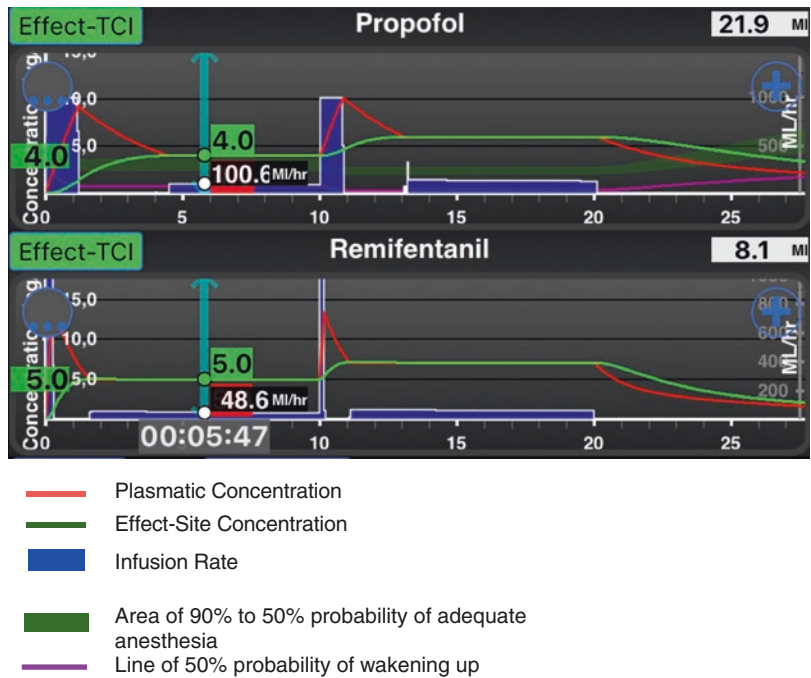 Effect-TCI Propofol 21.9 Ml
4.0
4.0
100.6 Ml/hr
5,0
1000
500
ML/hr
0 5 10 15 20 25
Effect-TCI Remifentanil 8.1 Ml
15,0
10,0
5,0
5.0
5.0
48.6 Ml/hr
800
600
400
200
ML/hr
00:05:47
0 10 15 20 25
Plasmatic Concentration
Effect-Site Concentration
Infusion Rate
Area of 90% to 50% probability of adequate
anesthesia
Line of 50% probability of wakening up